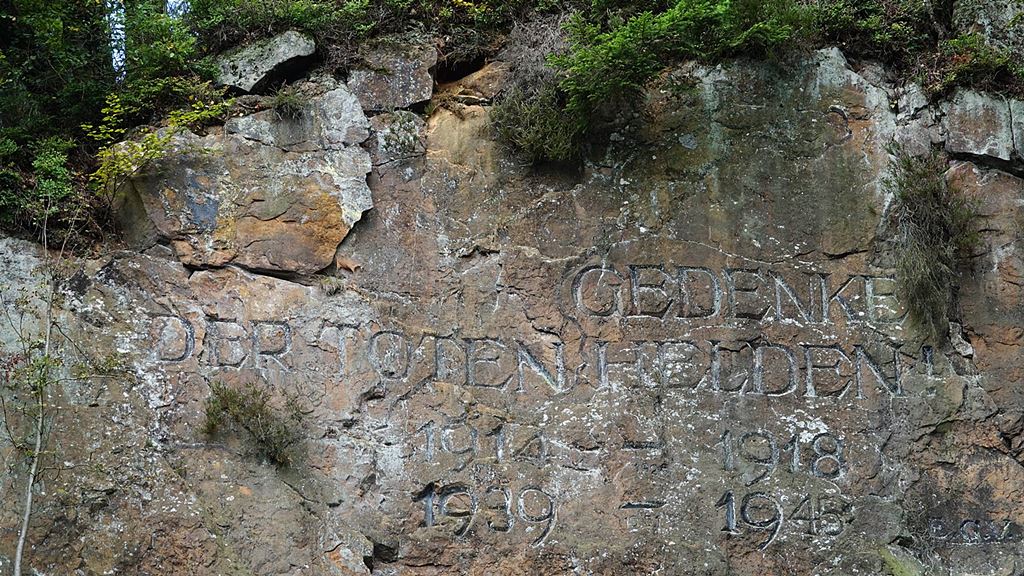 GEDENKE
DER TOTEN HELDEN
1914 = 1918
1939 = 1945